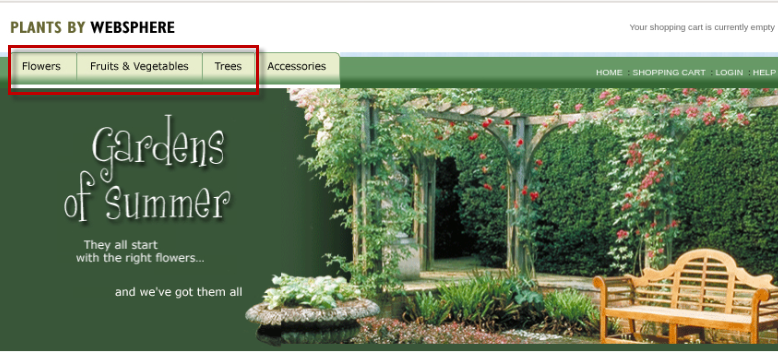 PLANTS BY WEBSPHERE
Your shopping cart is currently empty
Flowers Fruits & Vegetables Trees Accessories
HOME : SHOPPING CART : LOGIN : HELP
Gardens
of Summer
They all start
with the right flowers...
and we've got them all